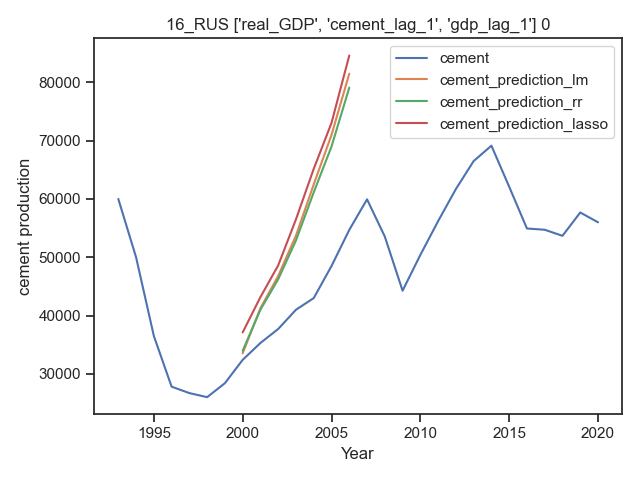 16_RUS ['real_GDP', 'cement_lag_1', 'gdp_lag_1'] 0
cement
cement_prediction_lm
cement_prediction_rr
cement_prediction_lasso
cement production
80000
70000
60000
50000
40000
30000
1995 2000 2005 2010 2015 2020
Year